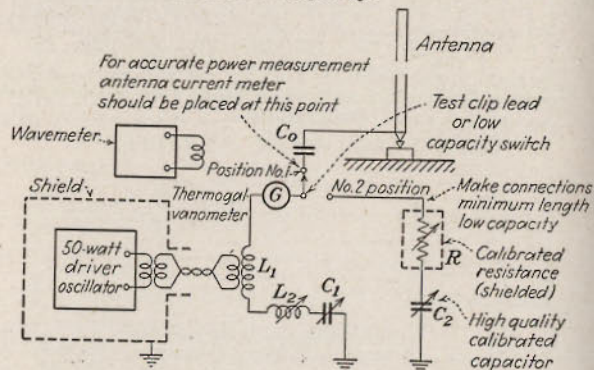 Antenna
For accurate power measurement
antenna current meter
should be placed at this point
Test clip lead
or low
capacity switch
Wavemeter
C₀
Position No.1
Shield
Thermogal
vanometer
G
No.2 position
Make connections
minimum length
low capacity
50-watt
driver
oscillator
L₁
L₂
C₁
R
Calibrated
resistance
(shielded)
C₂
High quality
calibrated
capacitor